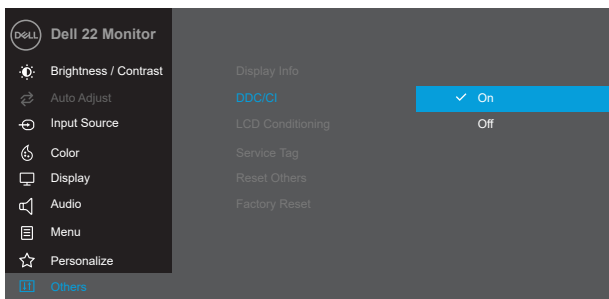 DELL Dell 22 Monitor
Brightness / Contrast
Auto Adjust
Input Source
Color
Display
Audio
Menu
Personalize
Others
Display Info
DDC/CI
LCD Conditioning
Service Tag
Reset Others
Factory Reset
On
Off